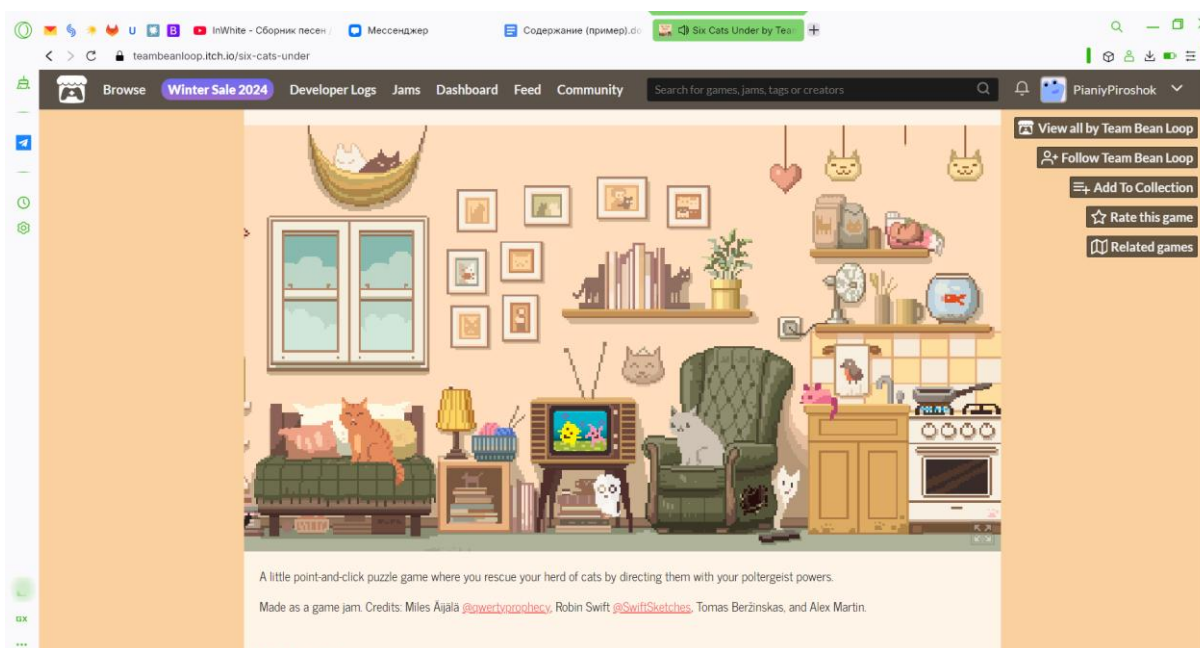 InWhite - Сборник песен
Мессенджер
Содержание (пример).do
Six Cats Under by Tea
teambeanloop.itch.io/six-cats-under
Browse
Winter Sale 2024
Developer Logs
Jams
Dashboard
Feed
Community
Search for games, jams, tags or creators
PianiyPiroshok
View all by Team Bean Loop
Follow Team Bean Loop
Add To Collection
Rate this game
Related games
A little point-and-click puzzle game where you rescue your herd of cats by directing them with your poltergeist powers.
Made as a game jam. Credits: Miles Äijälä @qwertyprophecy, Robin Swift @SwiftSketches, Tomas Beržinskas, and Alex Martin.
GX